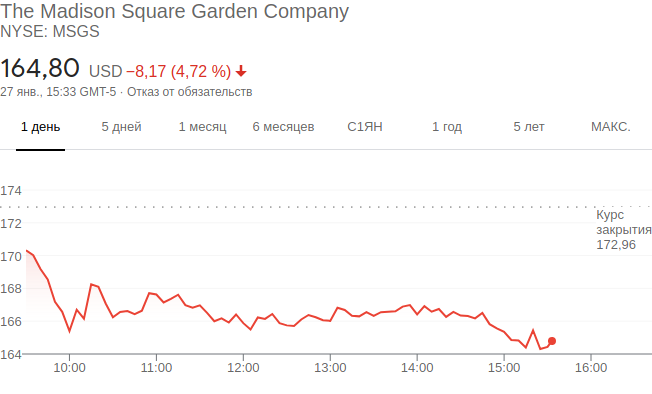 The Madison Square Garden Company
NYSE: MSGS
164,80 USD −8,17 (4,72 %)
27 янв., 15:33 GMT-5 · Отказ от обязательств
1 день 5 дней 1 месяц 6 месяцев С1ЯН 1 год 5 лет МАКС.
174
Курс
закрытия
172,96
172
170
168
166
164
10:00 11:00 12:00 13:00 14:00 15:00 16:00